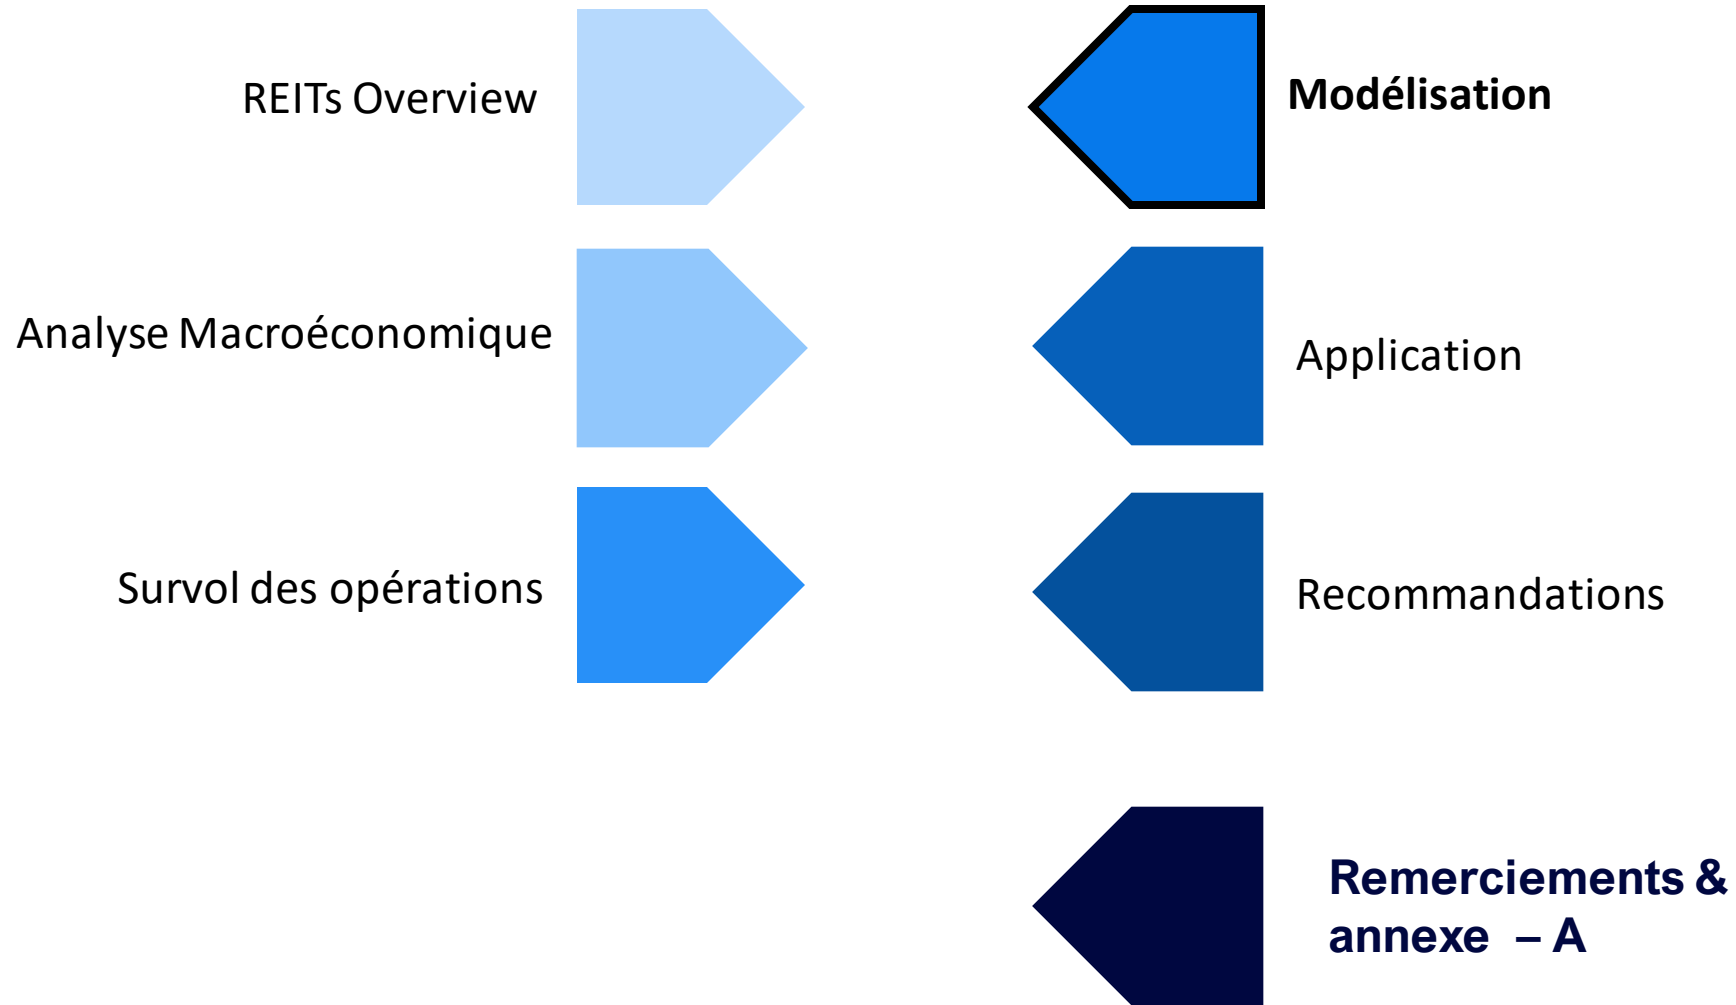 REITs Overview
Analyse Macroéconomique
Survol des opérations
Modélisation
Application
Recommandations
Remerciements &
annexe – A